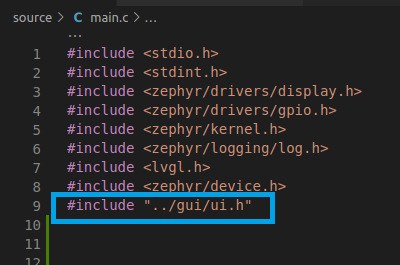 source > C main.c > ...
...
1 #include <stdio.h>
2 #include <stdint.h>
3 #include <zephyr/drivers/display.h>
4 #include <zephyr/drivers/gpio.h>
5 #include <zephyr/kernel.h>
6 #include <zephyr/logging/log.h>
7 #include <lvgl.h>
8 #include <zephyr/device.h>
9 #include "../gui/ui.h"
10
11
12